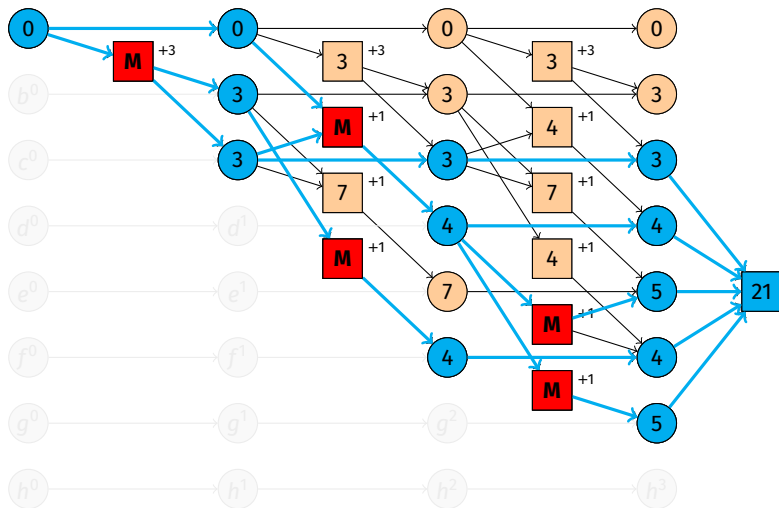 0 0 0 0
M +3 3 +3 3 +3
b⁰ 3 3 3
M +1 4 +1
c⁰ 3 3 3
7 +1 7 +1
d⁰ d¹ 4 4
M +1 4 +1
e⁰ e¹ 7 5 21
M +1
f⁰ f¹ 4 4
M +1
g⁰ g¹ g² 5
h⁰ h¹ h² h³